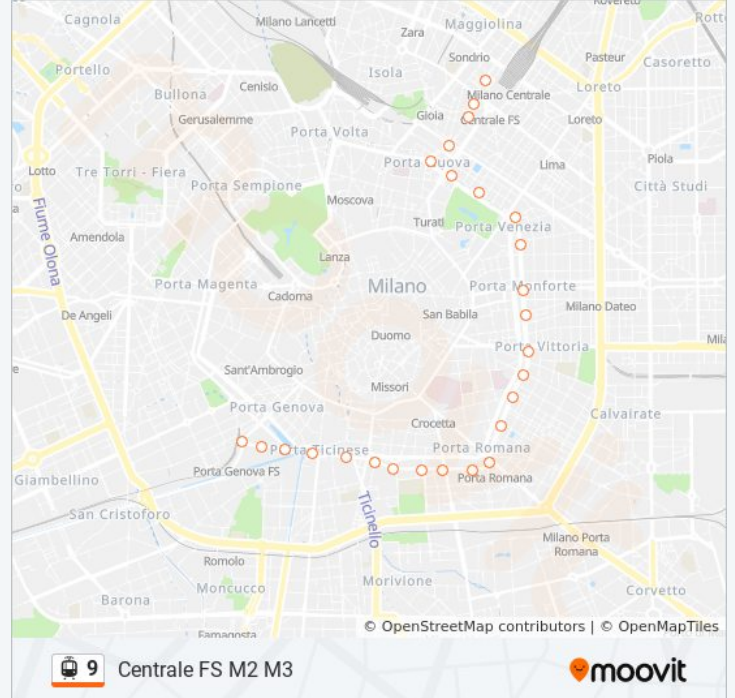 Rovereto
Cagnola
Milano Lancetti
Maggiolina
Zara
Sondrio
Pasteur
Portello
Isola
Casoretto
Cenisio
Bullona
Milano Centrale
Loreto
Gerusalemme
Gioia
Centrale FS
Loreto
Porta Volta
Lotto
Tre Torri - Fiera
Porta Nuova
Lima
Piola
Porta Sempione
Città Studi
Moscova
Fiume Olona
Amendola
Turati
Porta Venezia
Lanza
Porta Magenta
Cadorna
Milano
Porta Monforte
De Angeli
San Babila
Milano Dateo
Duomo
Porta Vittoria
Sant'Ambrogio
Missori
Porta Genova
Crocetta
Calvairate
Porta Ticinese
Porta Romana
Porta Genova FS
Porta Romana
Giambellino
San Cristoforo
Ticinello
Milano Porta
Romana
Romolo
Moncucco
Morivione
Corvetto
Barona
Famagosta
© OpenStreetMap contributors | © OpenMapTiles
9 Centrale FS M2 M3
moovit